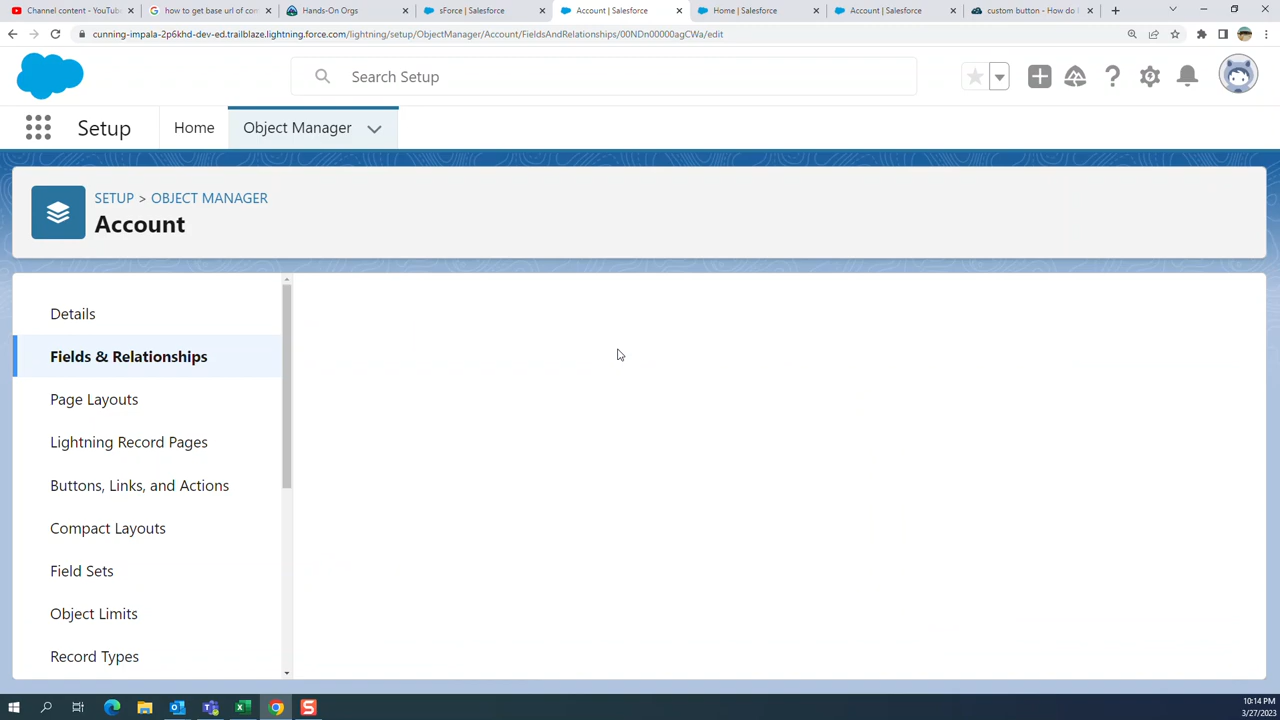 Channel content - YouTube
how to get base url of com
Hands-On Orgs
sForce | Salesforce
Account | Salesforce
Home | Salesforce
Account | Salesforce
custom button - How do I
cunning-impala-2p6khd-dev-ed.trailblaze.lightning.force.com/lightning/setup/ObjectManager/Account/FieldsAndRelationships/00NDn00000agCWa/edit
Search Setup
Setup
Home
Object Manager
SETUP > OBJECT MANAGER
Account
Details
Fields & Relationships
Page Layouts
Lightning Record Pages
Buttons, Links, and Actions
Compact Layouts
Field Sets
Object Limits
Record Types
10:14 PM
3/27/2023